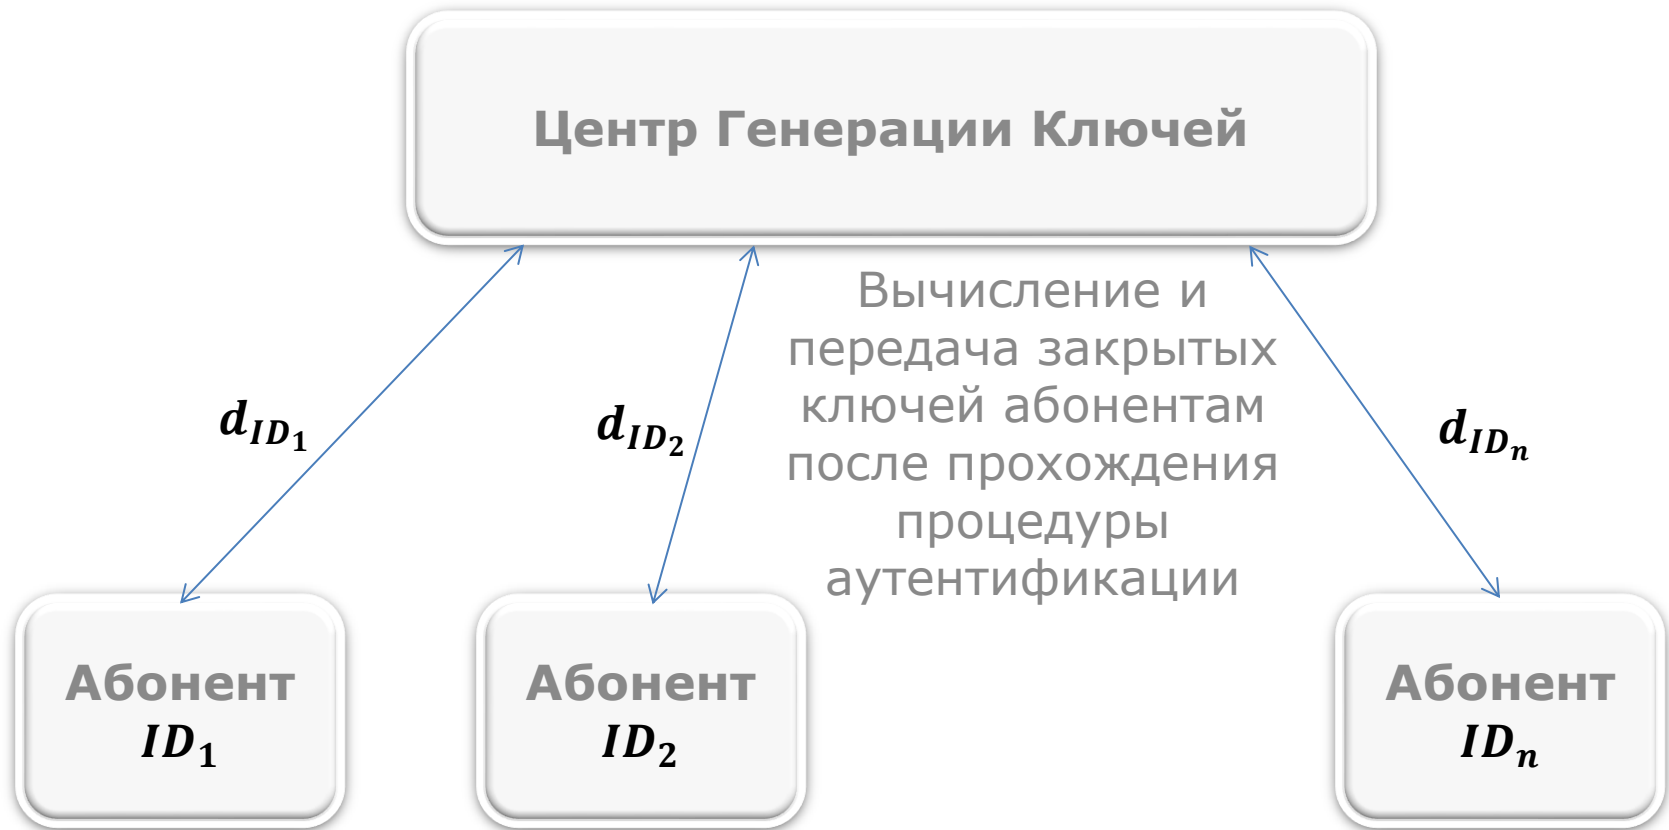 Центр Генерации Ключей
Вычисление и
передача закрытых
ключей абонентам
после прохождения
процедуры
аутентификации
d_{ID_1}
d_{ID_2}
d_{ID_n}
Абонент
ID_1
Абонент
ID_2
Абонент
ID_n